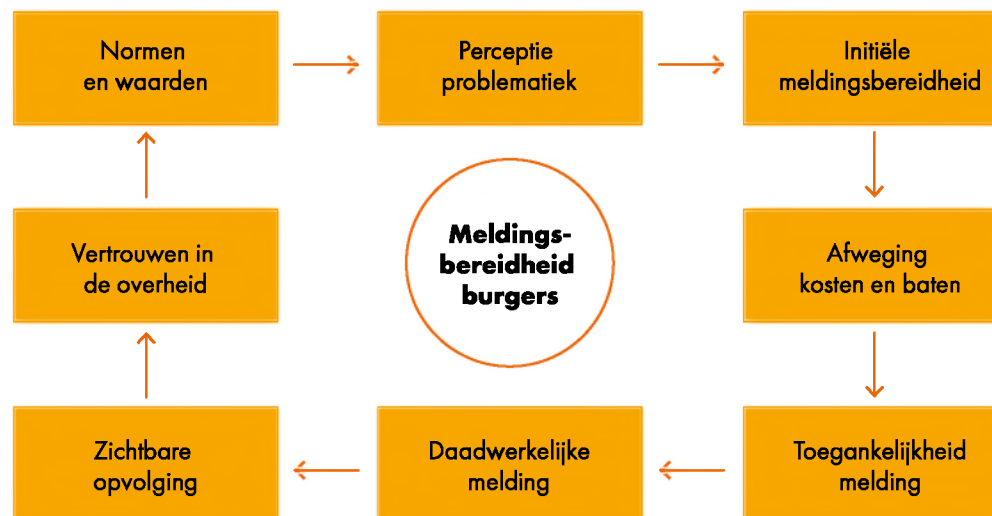 Normen
en waarden
Perceptie
problematiek
Initiële
meldingsbereidheid
Vertrouwen in
de overheid
Meldings-
bereidheid
burgers
Afweging
kosten en baten
Zichtbare
opvolging
Daadwerkelijke
melding
Toegankelijkheid
melding